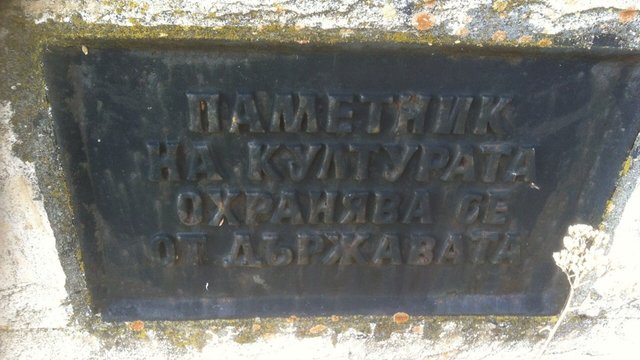 ПАМЕТНИК
НА КУЛТУРАТА
ОХРАНЯВА СЕ
ОТ ДЪРЖАВАТА